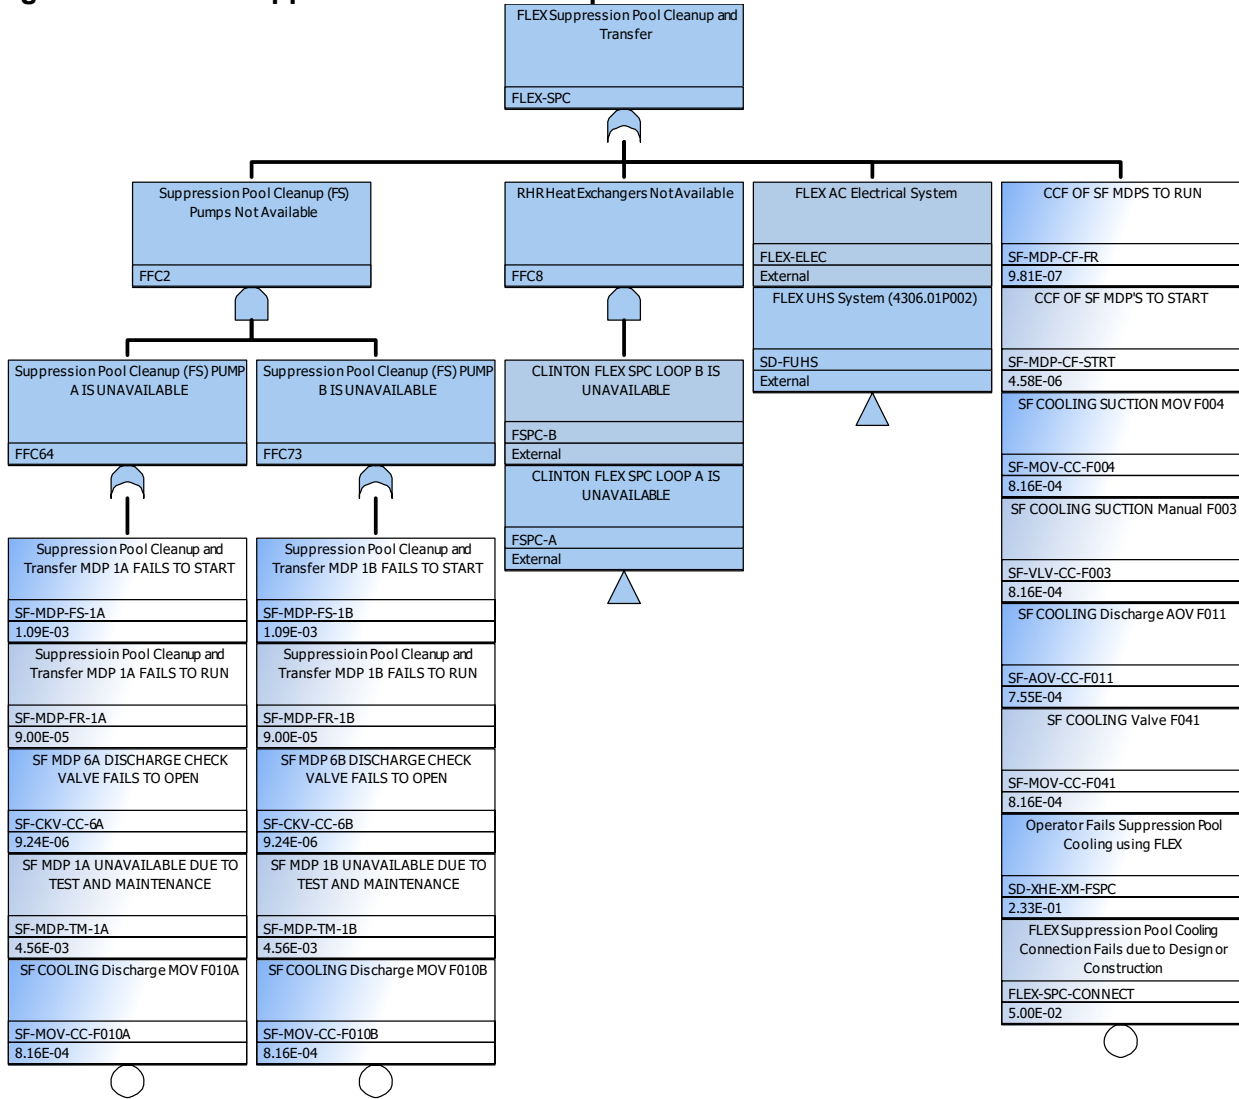 FLEX Suppression Pool Cleanup and
Transfer
FLEX-SPC
Suppression Pool Cleanup (FS)
Pumps Not Available
FFC2
RHR Heat Exchangers Not Available
FFC8
FLEX AC Electrical System
FLEX-ELEC
External
FLEX UHS System (4306.01P002)
SD-FUHS
External
CCF OF SF MDPS TO RUN
SF-MDP-CF-FR
9.81E-07
CCF OF SF MDP'S TO START
SF-MDP-CF-STRT
4.58E-06
SF COOLING SUCTION MOV F004
SF-MOV-CC-F004
8.16E-04
SF COOLING SUCTION Manual F003
SF-VLV-CC-F003
8.16E-04
SF COOLING Discharge AOV F011
SF-AOV-CC-F011
7.55E-04
SF COOLING Valve F041
SF-MOV-CC-F041
8.16E-04
Operator Fails Suppression Pool
Cooling using FLEX
SD-XHE-XM-FSPC
2.33E-01
FLEX Suppression Pool Cooling
Connection Fails due to Design or
Construction
FLEX-SPC-CONNECT
5.00E-02
Suppression Pool Cleanup (FS) PUMP
A IS UNAVAILABLE
FFC64
Suppression Pool Cleanup (FS) PUMP
B IS UNAVAILABLE
FFC73
CLINTON FLEX SPC LOOP B IS
UNAVAILABLE
FSPC-B
External
CLINTON FLEX SPC LOOP A IS
UNAVAILABLE
FSPC-A
External
Suppression Pool Cleanup and
Transfer MDP 1A FAILS TO START
SF-MDP-FS-1A
1.09E-03
Suppressioin Pool Cleanup and
Transfer MDP 1A FAILS TO RUN
SF-MDP-FR-1A
9.00E-05
SF MDP 6A DISCHARGE CHECK
VALVE FAILS TO OPEN
SF-CKV-CC-6A
9.24E-06
SF MDP 1A UNAVAILABLE DUE TO
TEST AND MAINTENANCE
SF-MDP-TM-1A
4.56E-03
SF COOLING Discharge MOV F010A
SF-MOV-CC-F010A
8.16E-04
Suppression Pool Cleanup and
Transfer MDP 1B FAILS TO START
SF-MDP-FS-1B
1.09E-03
Suppressioin Pool Cleanup and
Transfer MDP 1B FAILS TO RUN
SF-MDP-FR-1B
9.00E-05
SF MDP 6B DISCHARGE CHECK
VALVE FAILS TO OPEN
SF-CKV-CC-6B
9.24E-06
SF MDP 1B UNAVAILABLE DUE TO
TEST AND MAINTENANCE
SF-MDP-TM-1B
4.56E-03
SF COOLING Discharge MOV F010B
SF-MOV-CC-F010B
8.16E-04